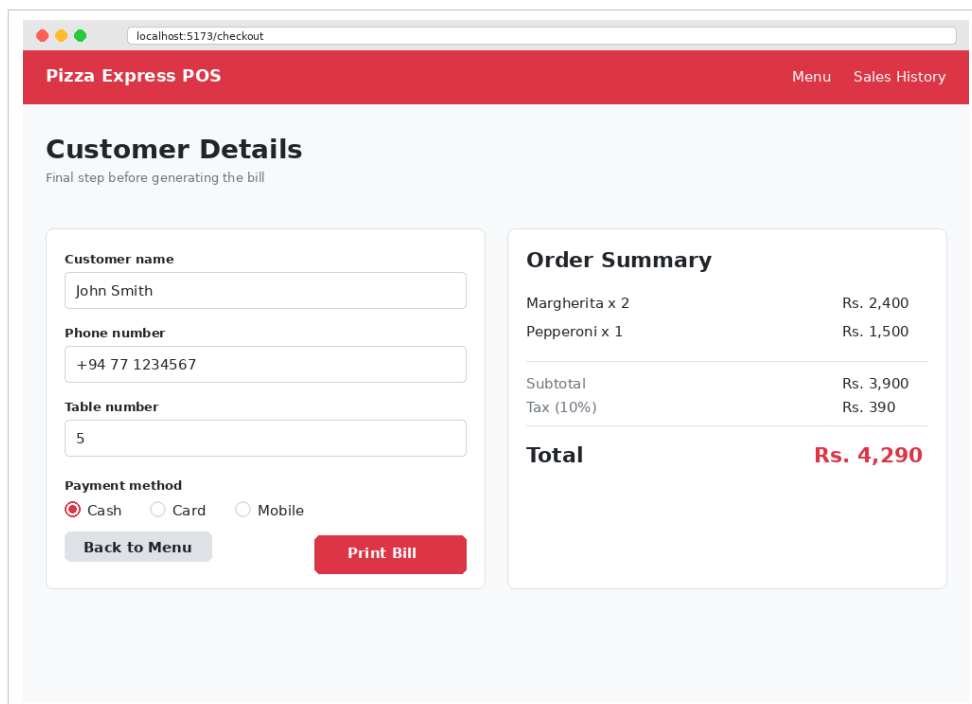 localhost:5173/checkout
Pizza Express POS
Menu Sales History
Customer Details
Final step before generating the bill
Customer name
John Smith
Phone number
+94 77 1234567
Table number
5
Payment method
Cash Card Mobile
Back to Menu
Print Bill
Order Summary
Margherita x 2 Rs. 2,400
Pepperoni x 1 Rs. 1,500
Subtotal Rs. 3,900
Tax (10%) Rs. 390
Total Rs. 4,290